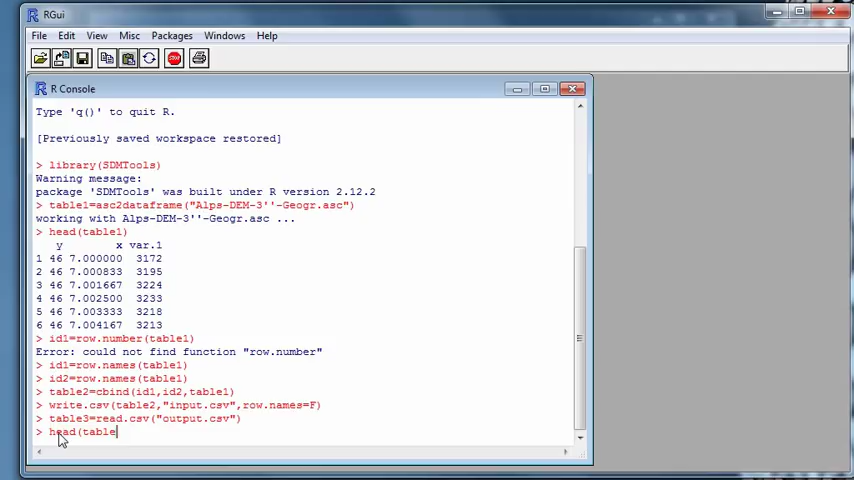 RGui
File Edit View Misc Packages Windows Help
STOP
R Console
Type 'q()' to quit R.
[Previously saved workspace restored]
> library(SDMTools)
Warning message:
package 'SDMTools' was built under R version 2.12.2
> table1=asc2dataframe("Alps-DEM-3''-Geogr.asc")
working with Alps-DEM-3''-Geogr.asc ...
> head(table1)
y x var.1
1 46 7.000000 3172
2 46 7.000833 3195
3 46 7.001667 3224
4 46 7.002500 3233
5 46 7.003333 3218
6 46 7.004167 3213
> id1=row.number(table1)
Error: could not find function "row.number"
> id1=row.names(table1)
> id2=row.names(table1)
> table2=cbind(id1,id2,table1)
> write.csv(table2,"input.csv",row.names=F)
> table3=read.csv("output.csv")
> head(table